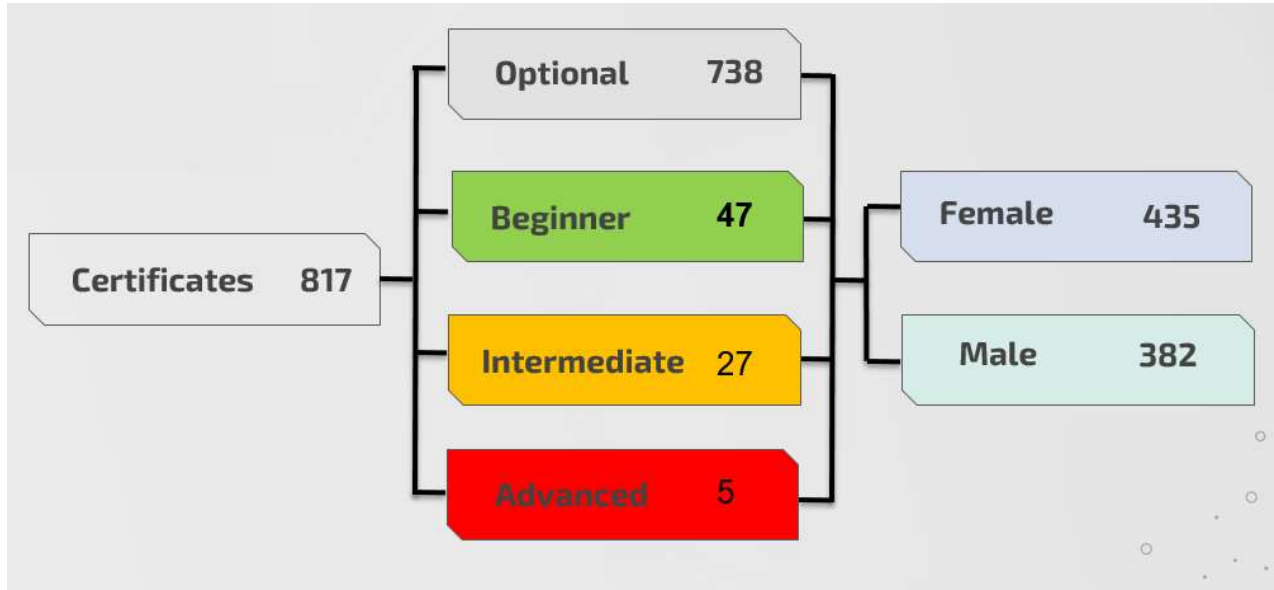 Optional 738
Beginner 47
Female 435
Certificates 817
Intermediate 27
Male 382
Advanced 5